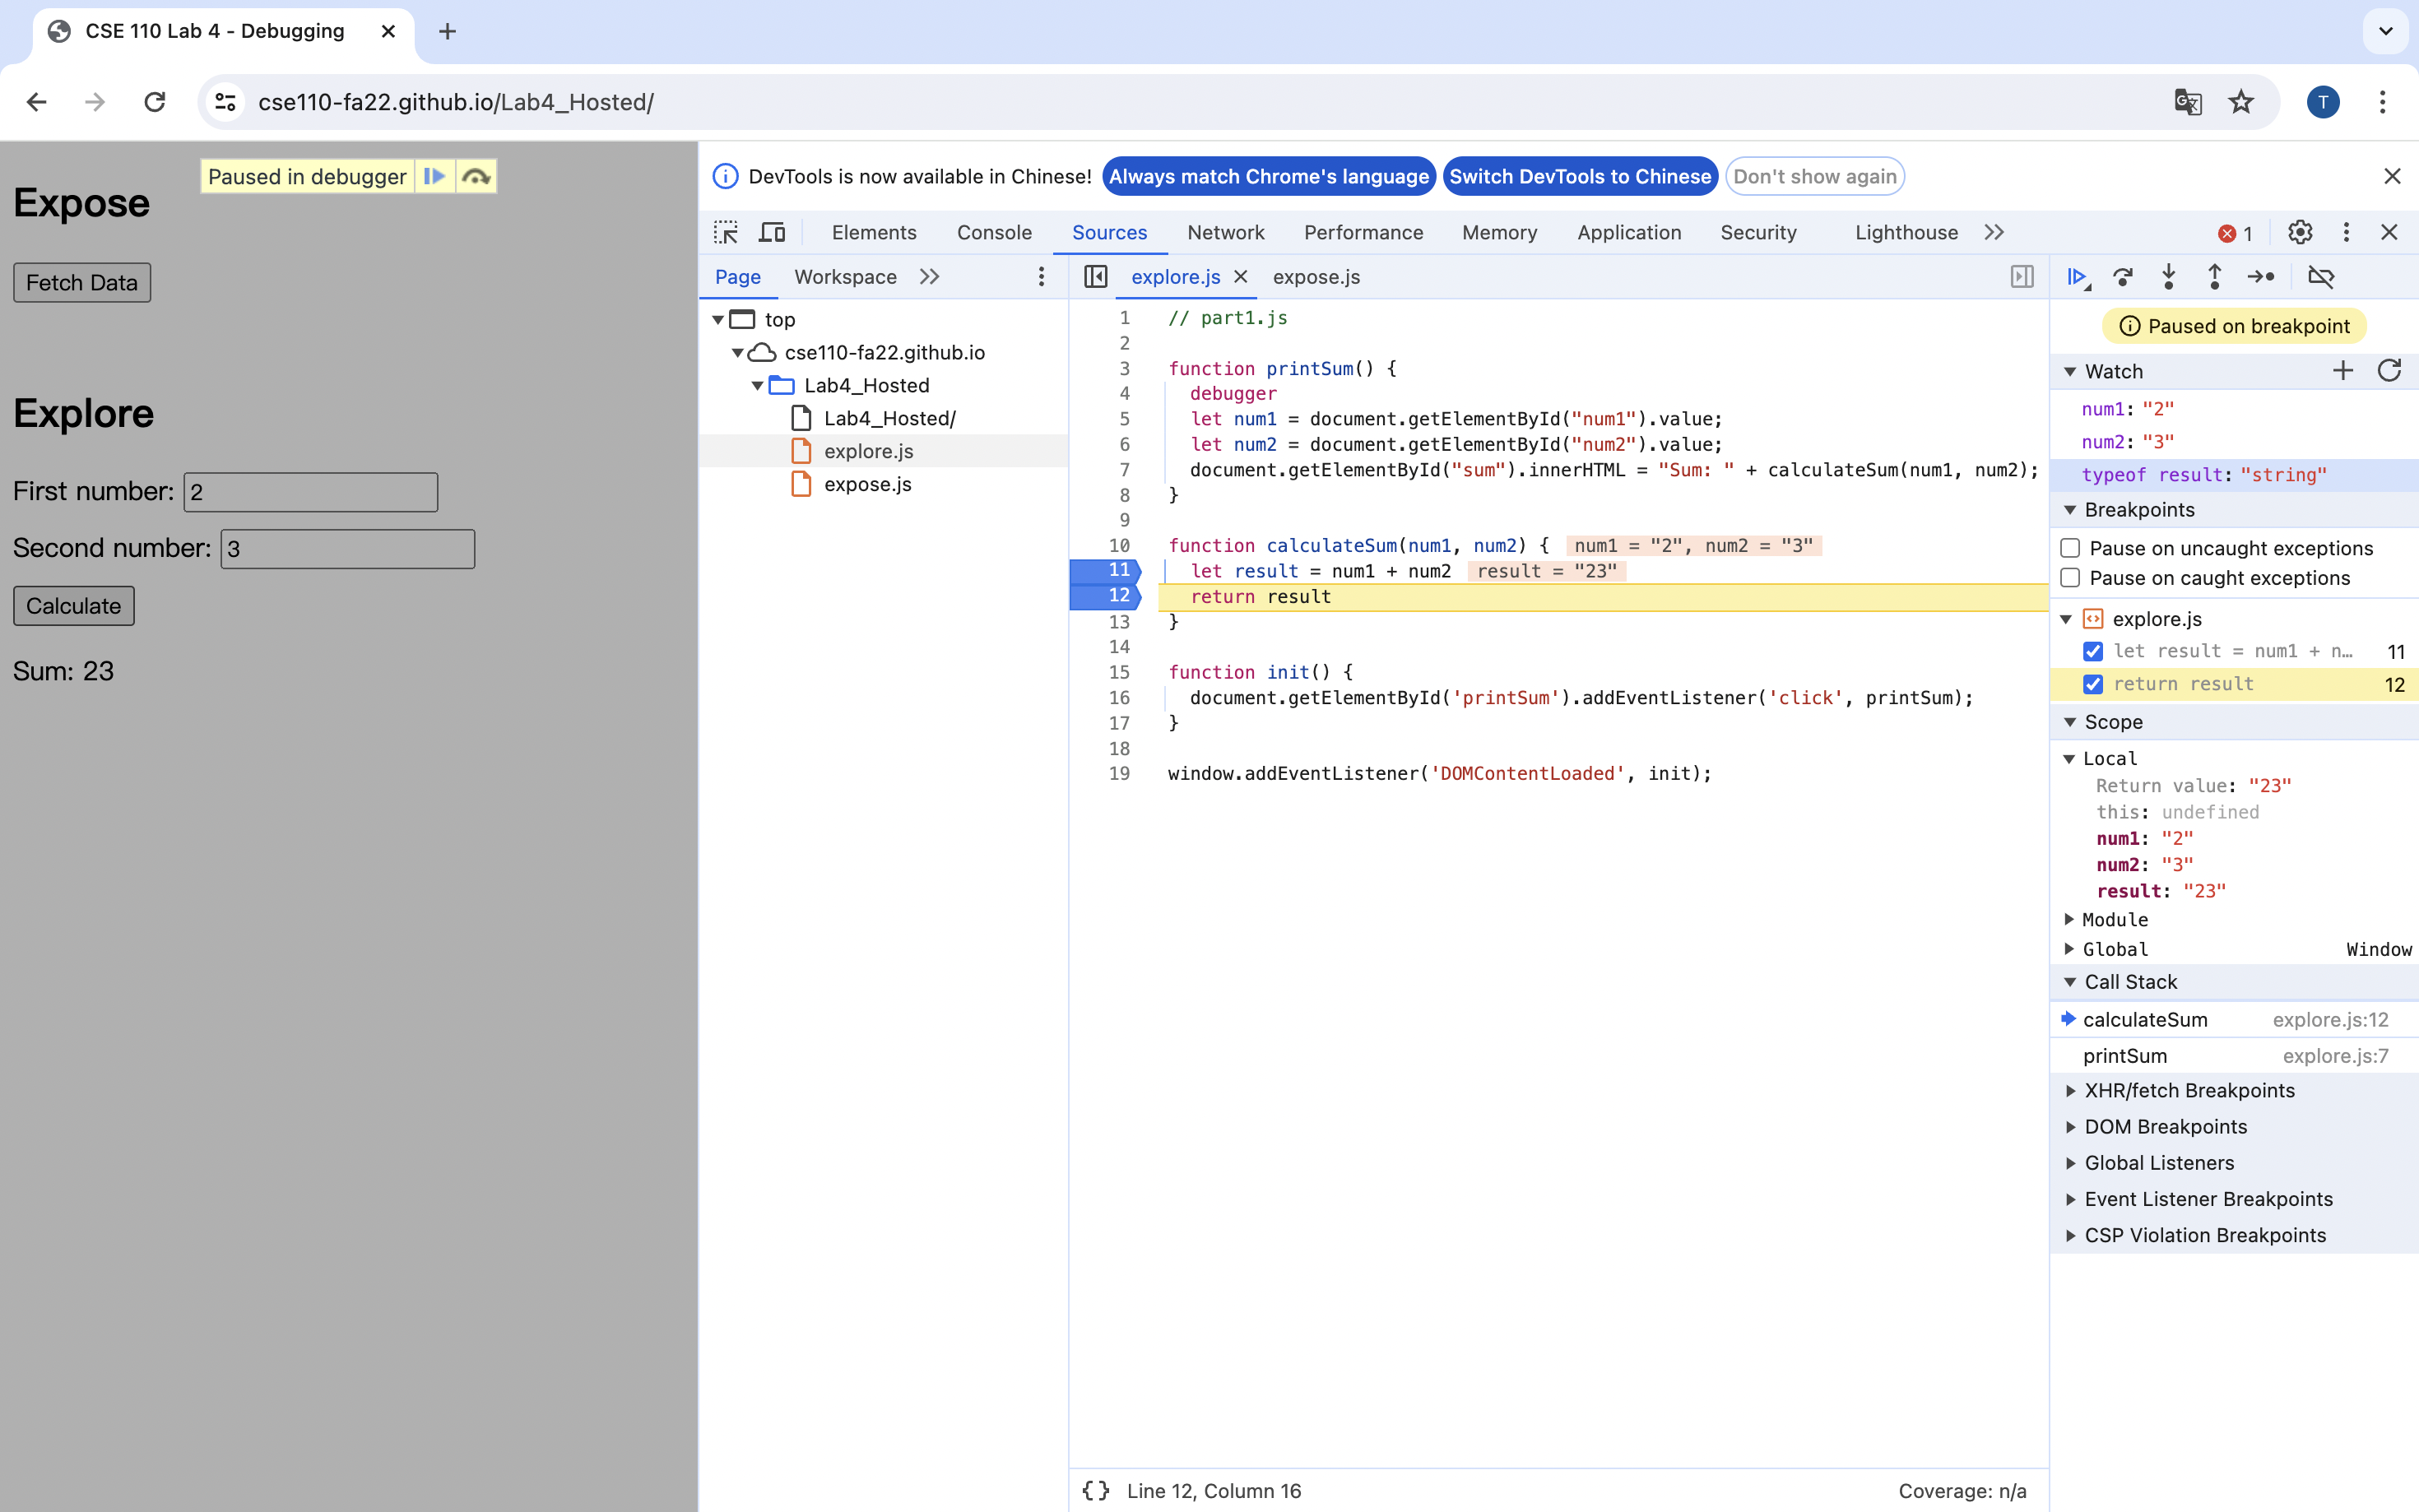 CSE 110 Lab 4 - Debugging
cse110-fa22.github.io/Lab4_Hosted/
T
Paused in debugger
Expose
Fetch Data
Explore
First number: 2
Second number: 3
Calculate
Sum: 23
DevTools is now available in Chinese! Always match Chrome's language Switch DevTools to Chinese Don't show again
Elements Console Sources Network Performance Memory Application Security Lighthouse 1
Page Workspace
top
cse110-fa22.github.io
Lab4_Hosted
Lab4_Hosted/
explore.js
expose.js
explore.js expose.js
1 // part1.js
2
3 function printSum() {
4 debugger
5 let num1 = document.getElementById("num1").value;
6 let num2 = document.getElementById("num2").value;
7 document.getElementById("sum").innerHTML = "Sum: " + calculateSum(num1, num2);
8 }
9
10 function calculateSum(num1, num2) { num1 = "2", num2 = "3"
11 let result = num1 + num2 result = "23"
12 return result
13 }
14
15 function init() {
16 document.getElementById('printSum').addEventListener('click', printSum);
17 }
18
19 window.addEventListener('DOMContentLoaded', init);
{} Line 12, Column 16 Coverage: n/a
Paused on breakpoint
Watch
num1: "2"
num2: "3"
typeof result: "string"
Breakpoints
Pause on uncaught exceptions
Pause on caught exceptions
explore.js
let result = num1 + n… 11
return result 12
Scope
Local
Return value: "23"
this: undefined
num1: "2"
num2: "3"
result: "23"
Module
Global Window
Call Stack
calculateSum explore.js:12
printSum explore.js:7
XHR/fetch Breakpoints
DOM Breakpoints
Global Listeners
Event Listener Breakpoints
CSP Violation Breakpoints